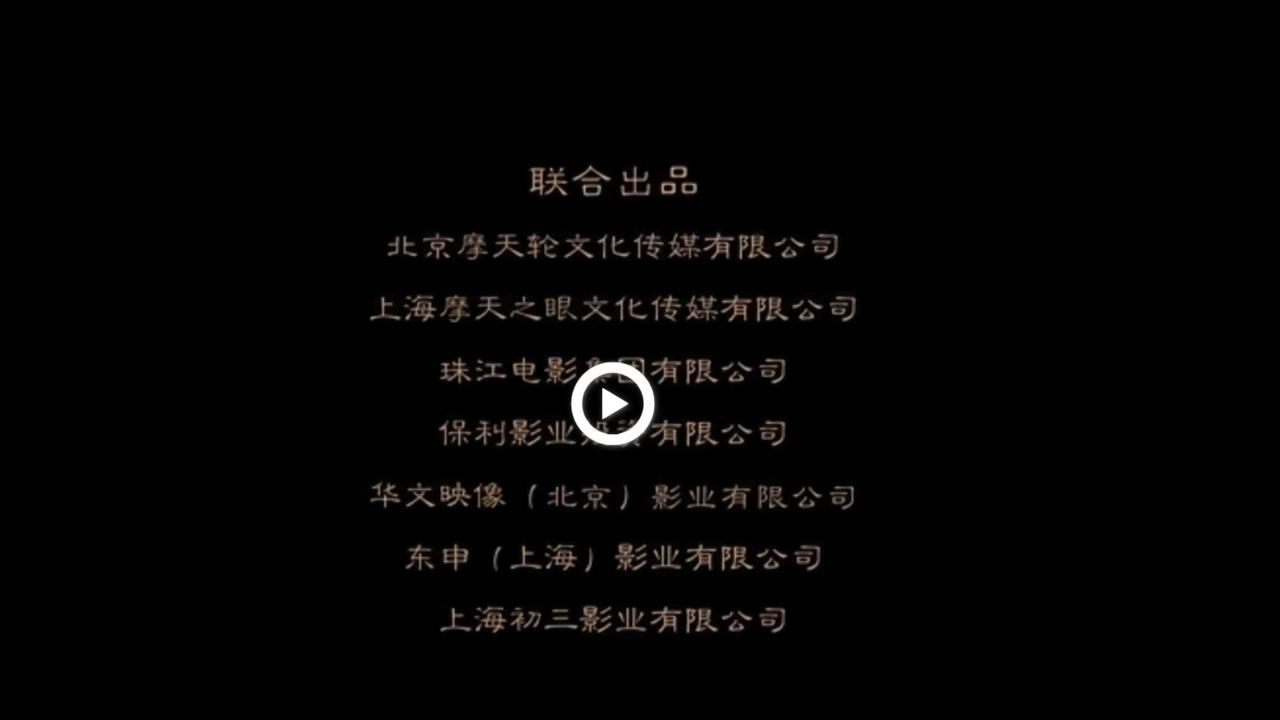 联合出品
北京摩天轮文化传媒有限公司
上海摩天之眼文化传媒有限公司
珠江电影集团有限公司
保利影业投资有限公司
华文映像（北京）影业有限公司
东申（上海）影业有限公司
上海初三影业有限公司